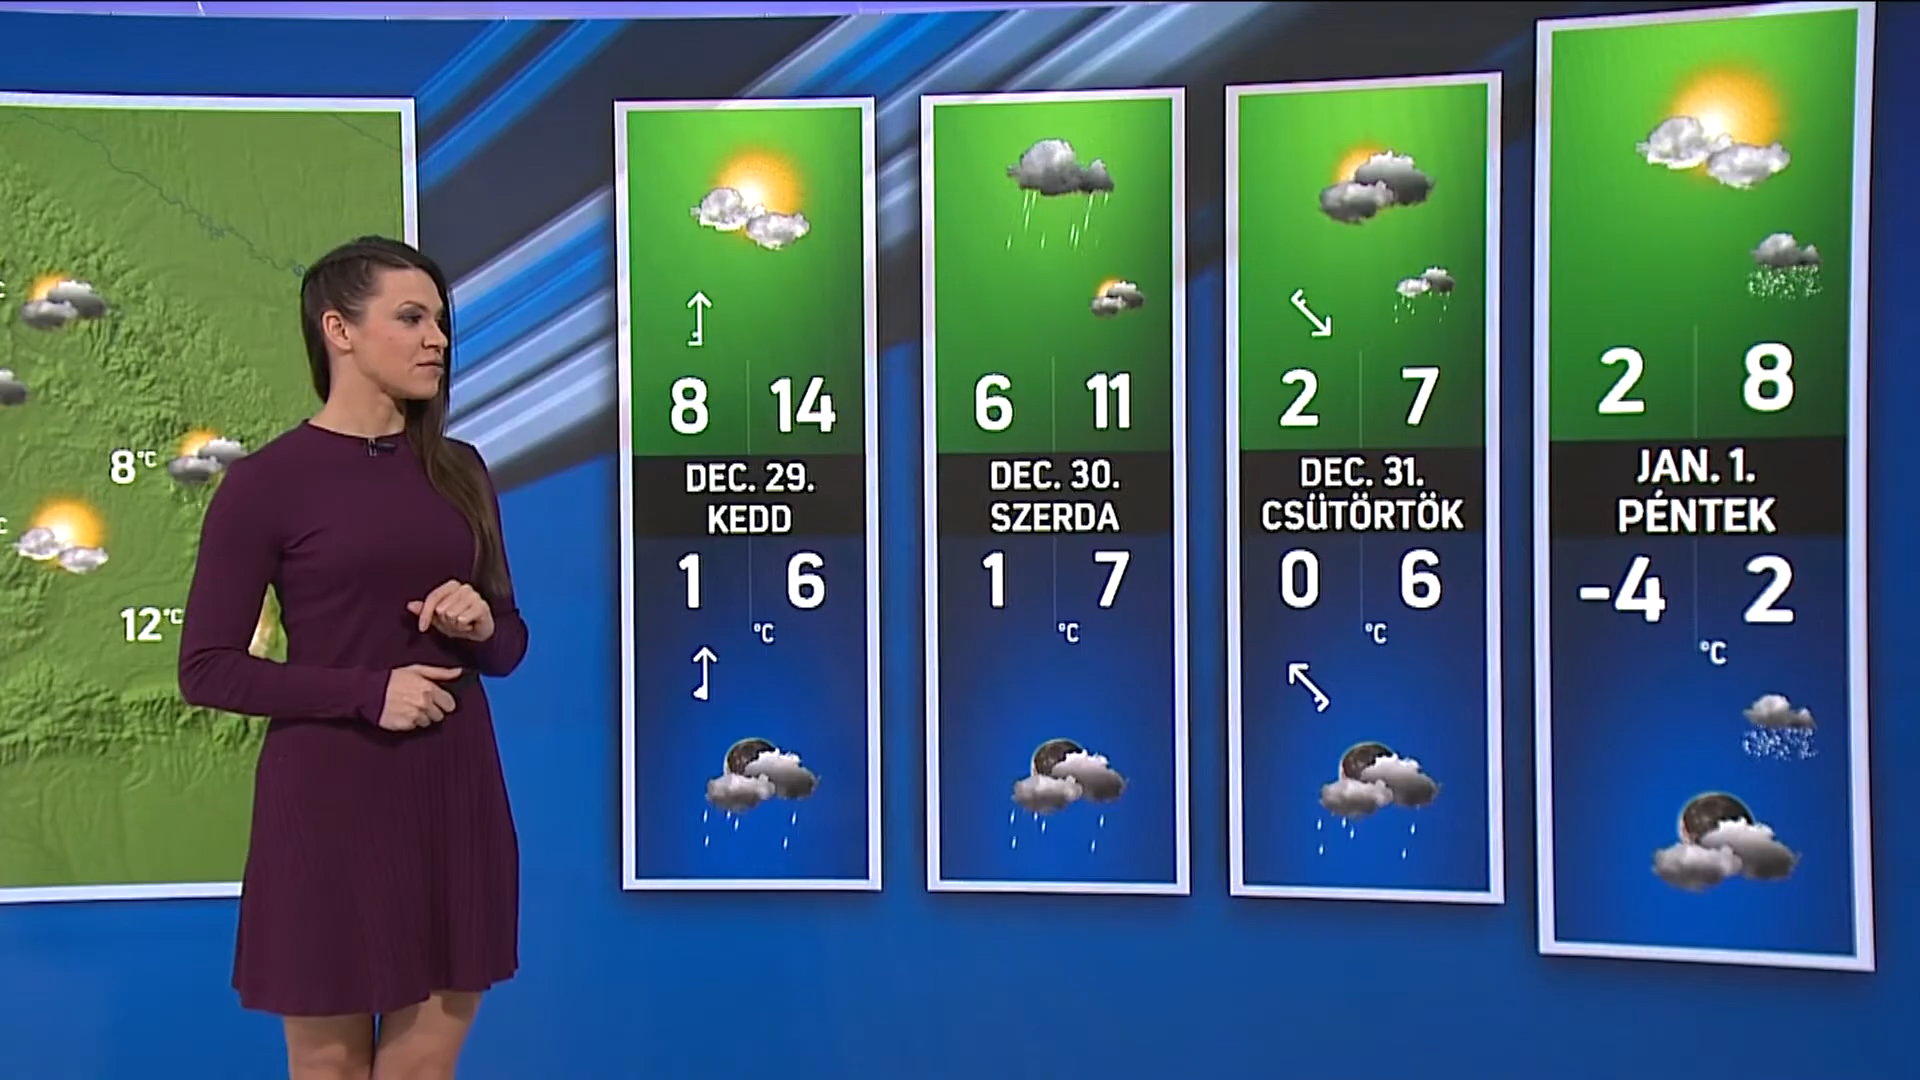 8°C
12°C
8 14
DEC. 29.
KEDD
1 6
°C
6 11
DEC. 30.
SZERDA
1 7
°C
2 7
DEC. 31.
CSÜTÖRTÖK
0 6
°C
2 8
JAN. 1.
PÉNTEK
-4 2
°C